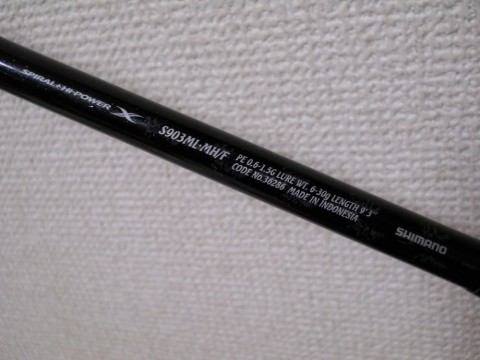 SPIRAL&HI-POWER X
S903ML-MH/F
PE 0.6-1.5G LURE WT. 6-30g LENGTH 9'3"
CODE No.36286 MADE IN INDONESIA
SHIMANO